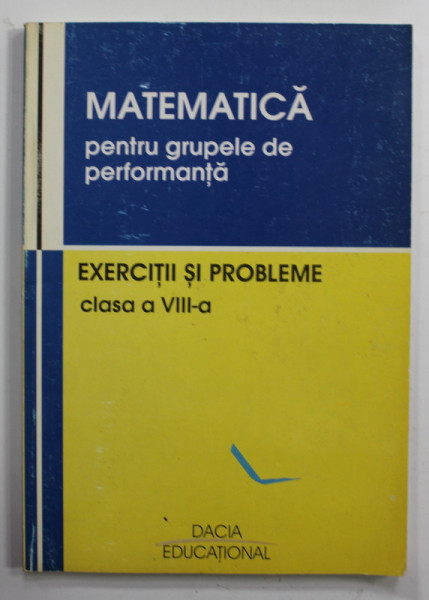 MATEMATICĂ
pentru grupele de
performanță
EXERCIȚII ȘI PROBLEME
clasa a VIII-a
DACIA
EDUCAȚIONAL